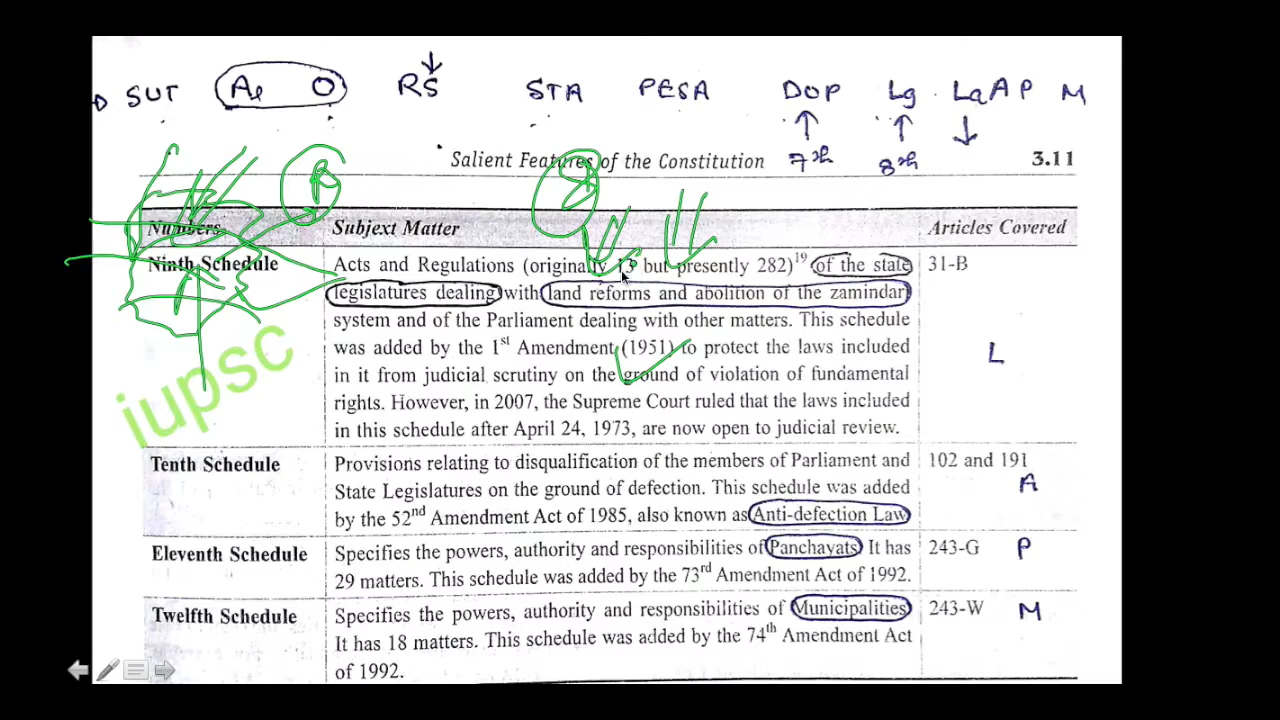 SUT Al O RS STA PESA DOP Lg La A P M
7th 8th
Salient Features of the Constitution 3.11
Numbers Subjext Matter Articles Covered
Ninth Schedule Acts and Regulations (originally 13 but presently 282)19 of the state 31-B
legislatures dealing with land reforms and abolition of the zamindari
system and of the Parliament dealing with other matters. This schedule
was added by the 1st Amendment (1951) to protect the laws included
L
in it from judicial scrutiny on the ground of violation of fundamental
rights. However, in 2007, the Supreme Court ruled that the laws included
in this schedule after April 24, 1973, are now open to judicial review.
iupsc
Tenth Schedule Provisions relating to disqualification of the members of Parliament and 102 and 191
State Legislatures on the ground of defection. This schedule was added A
by the 52nd Amendment Act of 1985, also known as Anti-defection Law
Eleventh Schedule Specifies the powers, authority and responsibilities of Panchayats It has 243-G P
29 matters. This schedule was added by the 73rd Amendment Act of 1992.
Twelfth Schedule Specifies the powers, authority and responsibilities of Municipalities 243-W M
It has 18 matters. This schedule was added by the 74th Amendment Act
of 1992.